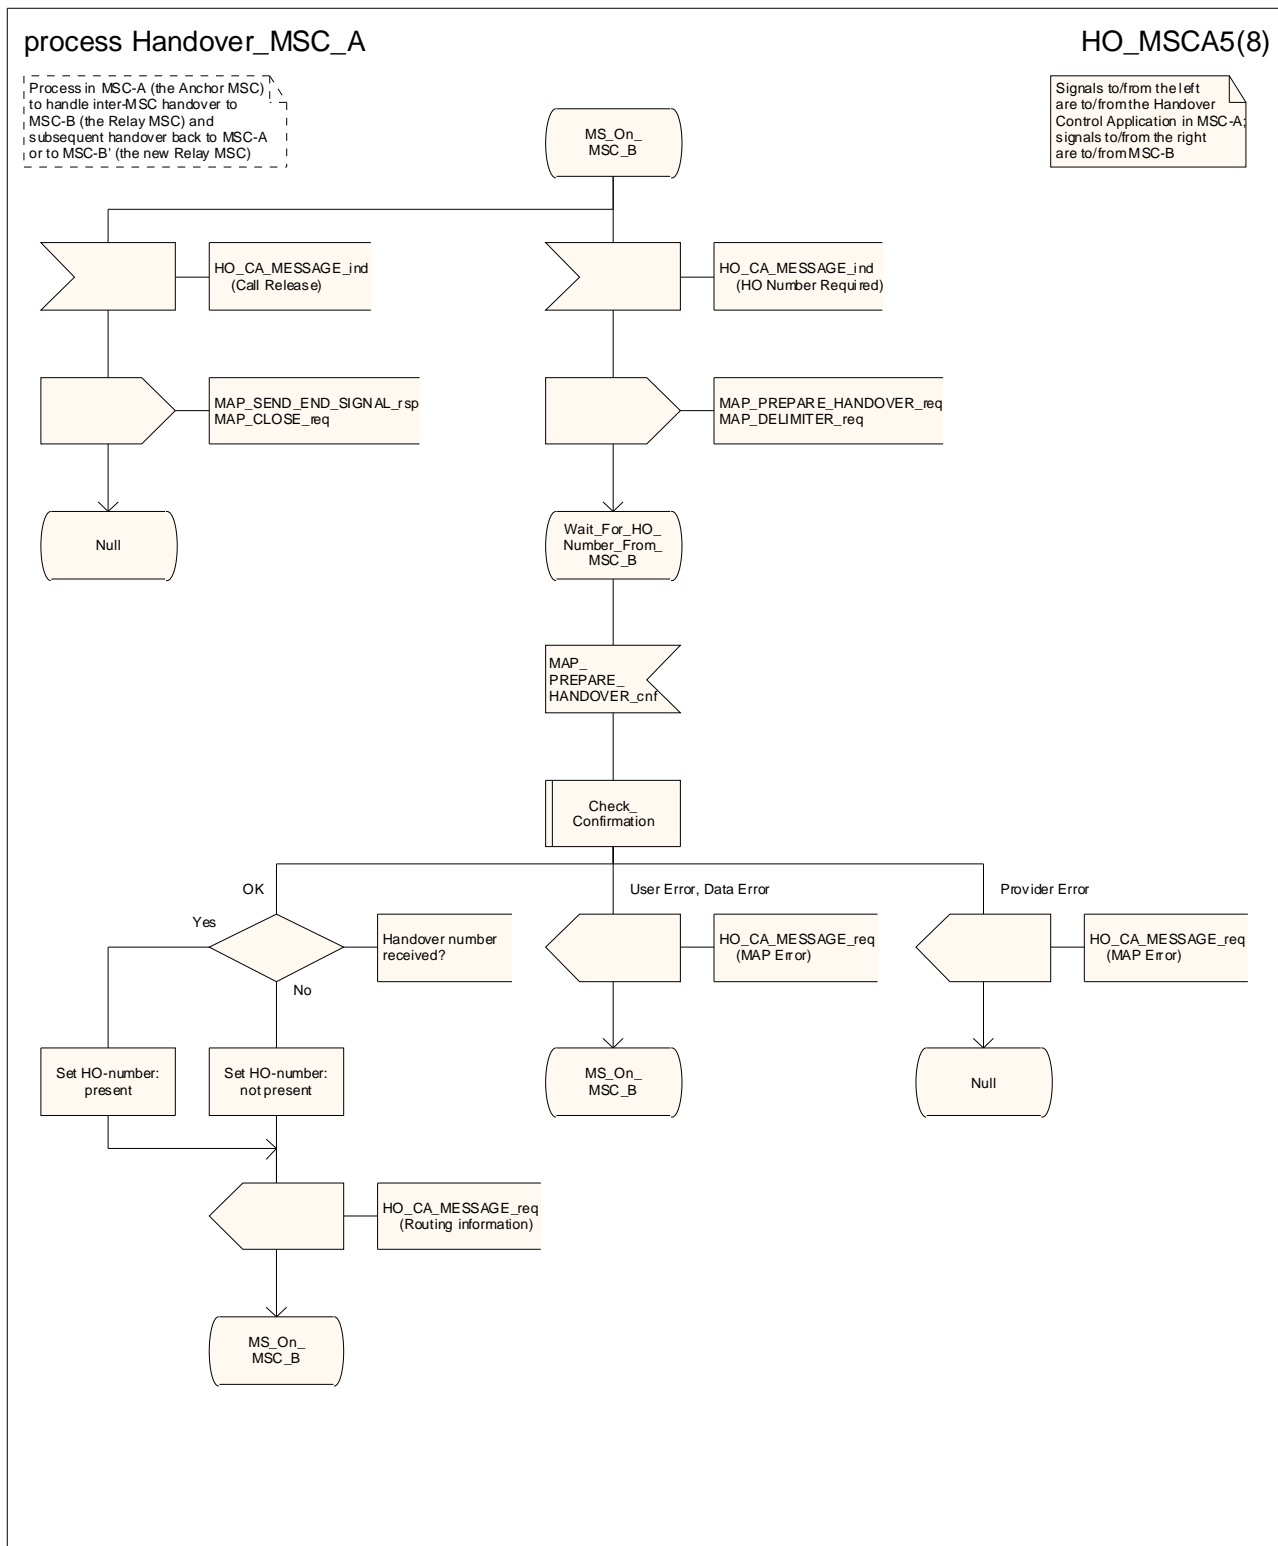 process Handover_MSC_A
HO_MSCA5(8)
Process in MSC-A (the Anchor MSC)
to handle inter-MSC handover to
MSC-B (the Relay MSC) and
subsequent handover back to MSC-A
or to MSC-B' (the new Relay MSC)
Signals to/from the left
are to/from the Handover
Control Application in MSC-A;
signals to/from the right
are to/from MSC-B
MS_On_
MSC_B
HO_CA_MESSAGE_ind
(Call Release)
HO_CA_MESSAGE_ind
(HO Number Required)
MAP_SEND_END_SIGNAL_rsp
MAP_CLOSE_req
MAP_PREPARE_HANDOVER_req
MAP_DELIMITER_req
Null
Wait_For_HO_
Number_From_
MSC_B
MAP_
PREPARE_
HANDOVER_cnf
Check_
Confirmation
OK
User Error, Data Error
Provider Error
Yes
Handover number
received?
No
HO_CA_MESSAGE_req
(MAP Error)
HO_CA_MESSAGE_req
(MAP Error)
Set HO-number:
present
Set HO-number:
not present
MS_On_
MSC_B
Null
HO_CA_MESSAGE_req
(Routing information)
MS_On_
MSC_B